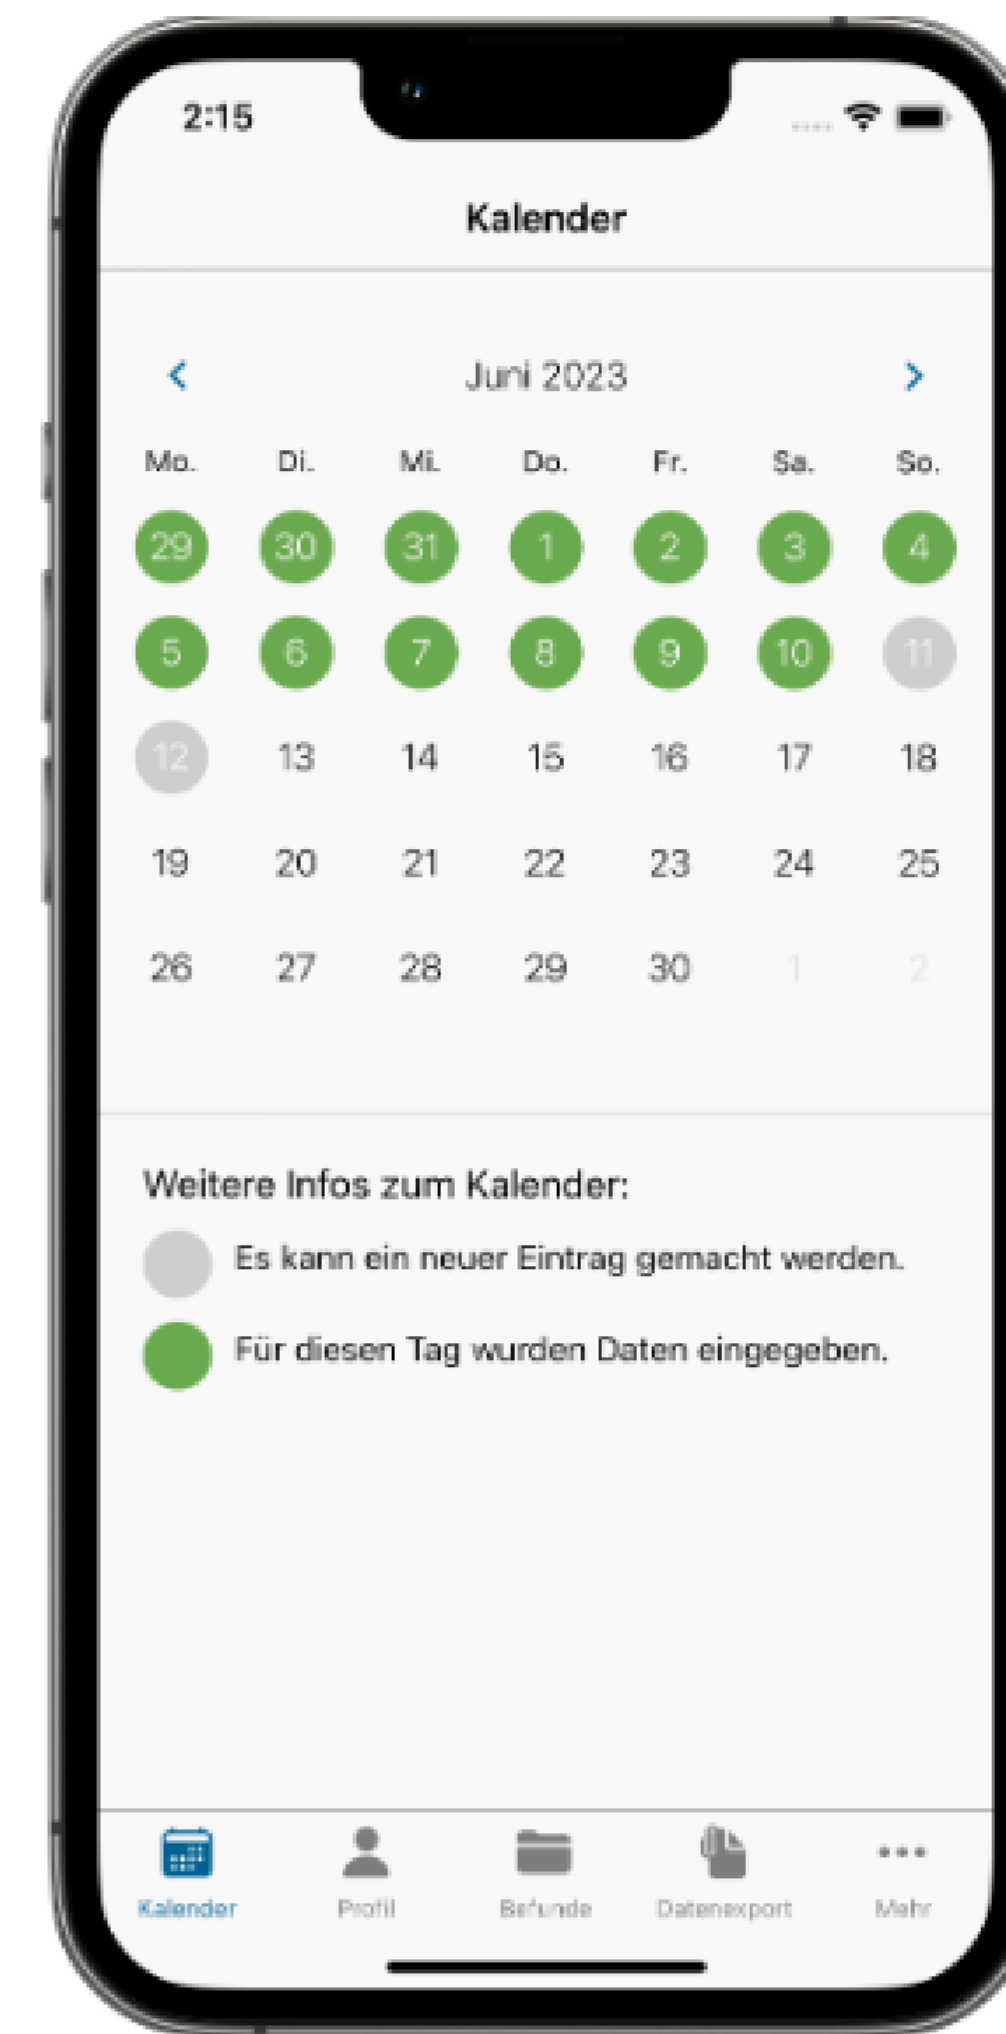 2:15
Kalender
Juni 2023
Mo. Di. Mi. Do. Fr. Sa. So.
29 30 31 1 2 3 4
5 6 7 8 9 10 11
12 13 14 15 16 17 18
19 20 21 22 23 24 25
26 27 28 29 30 1 2
Weitere Infos zum Kalender:
Es kann ein neuer Eintrag gemacht werden.
Für diesen Tag wurden Daten eingegeben.
Kalender Profil Befunde Datenexport Mehr